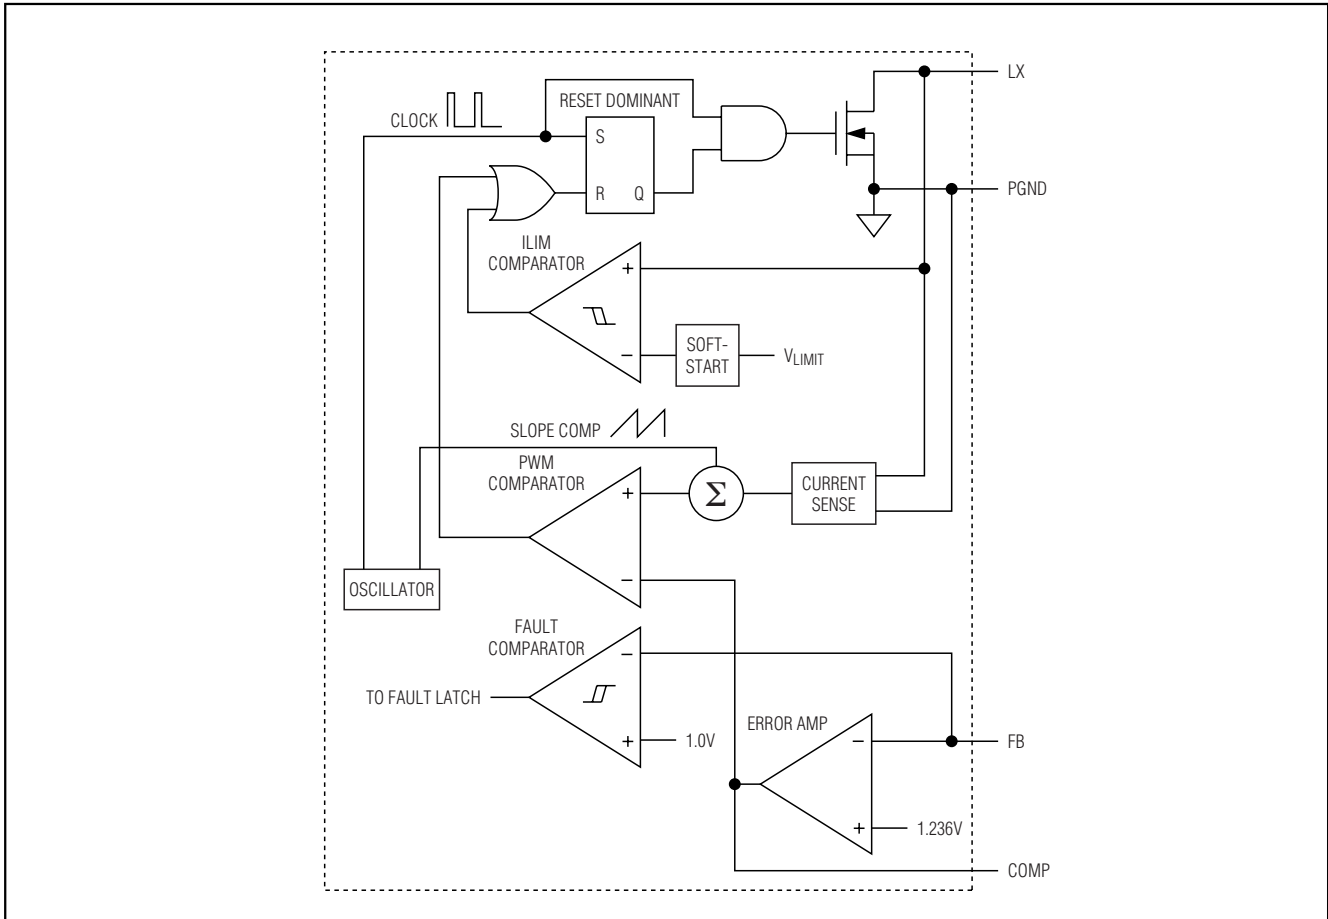 LX
RESET DOMINANT
CLOCK
S
R Q
PGND
ILIM
COMPARATOR
+
−
SOFT-
START
VLIMIT
SLOPE COMP
PWM
COMPARATOR
+
−
Σ
CURRENT
SENSE
OSCILLATOR
FAULT
COMPARATOR
−
+
TO FAULT LATCH
1.0V
ERROR AMP
−
+
FB
1.236V
COMP